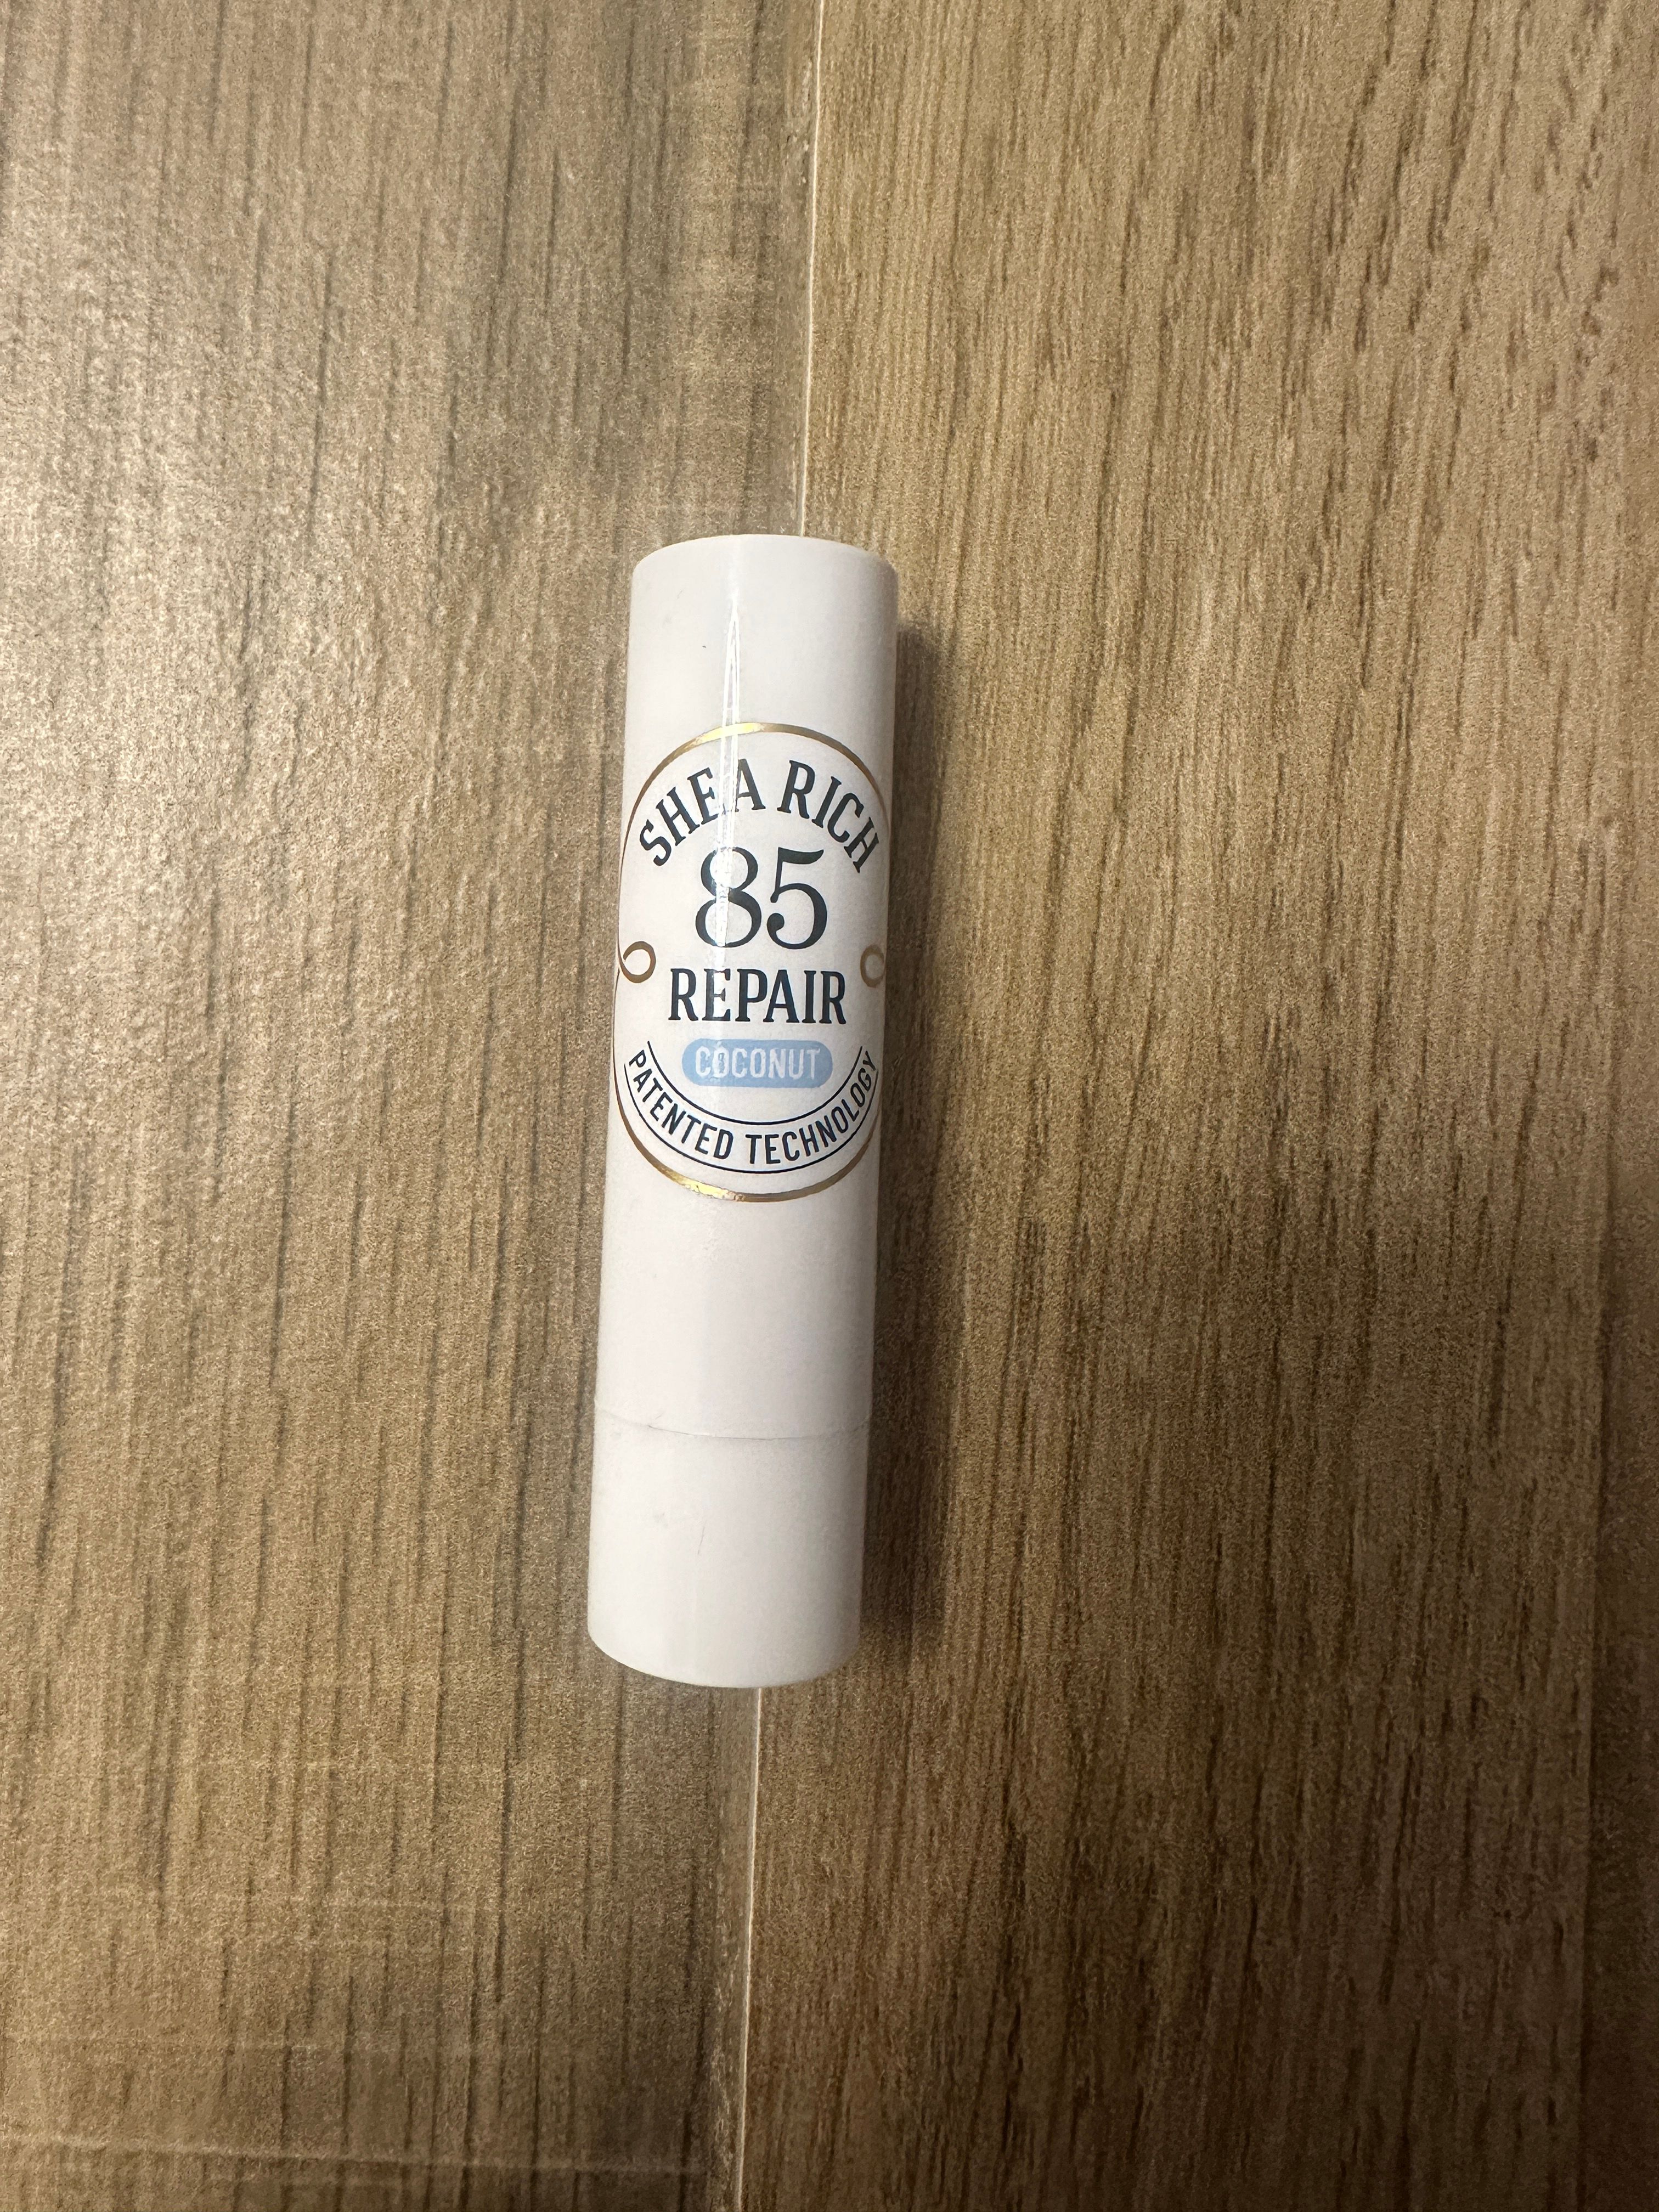 SHEA RICH
85
REPAIR
COCONUT
PATENTED TECHNOLOGY